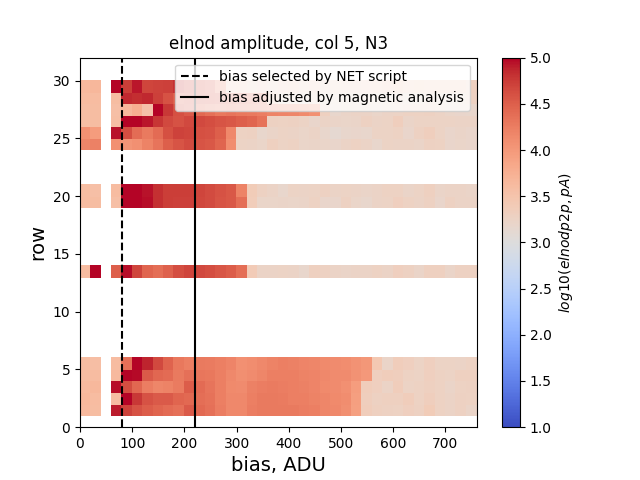 elnod amplitude, col 5, N3
bias selected by NET script
bias adjusted by magnetic analysis
row
30
25
20
15
10
5
0
0 100 200 300 400 500 600 700
bias, ADU
5.0
4.5
4.0
3.5
3.0
2.5
2.0
1.5
1.0
log10(elnodp2p, pA)